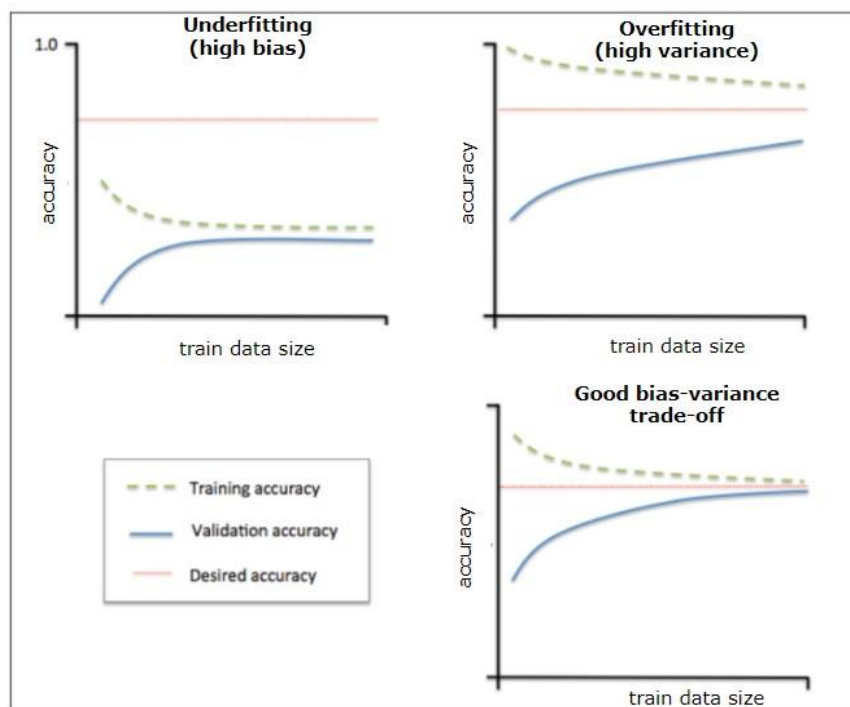 Underfitting
(high bias)
1.0
accuracy
train data size
Overfitting
(high variance)
accuracy
train data size
Training accuracy
Validation accuracy
Desired accuracy
Good bias-variance
trade-off
accuracy
train data size